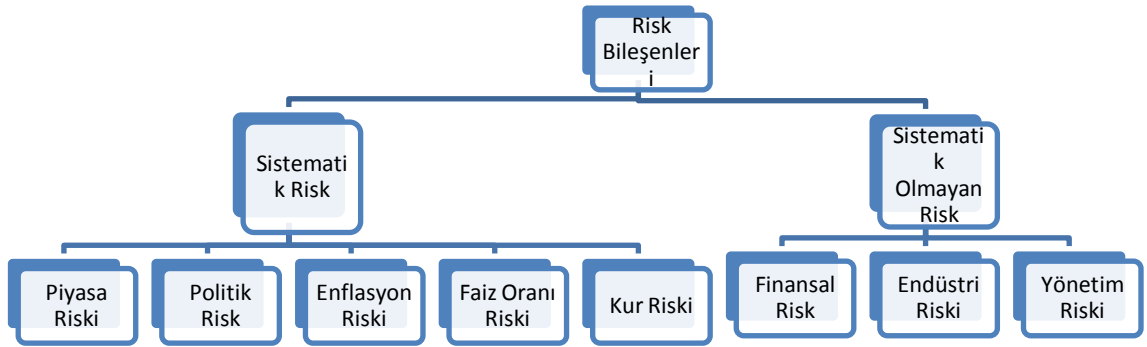 Risk
Bileşenler
i
Sistemati
k Risk
Sistemati
k
Olmayan
Risk
Piyasa
Riski
Politik
Risk
Enflasyon
Riski
Faiz Oranı
Riski
Kur Riski
Finansal
Risk
Endüstri
Riski
Yönetim
Riski